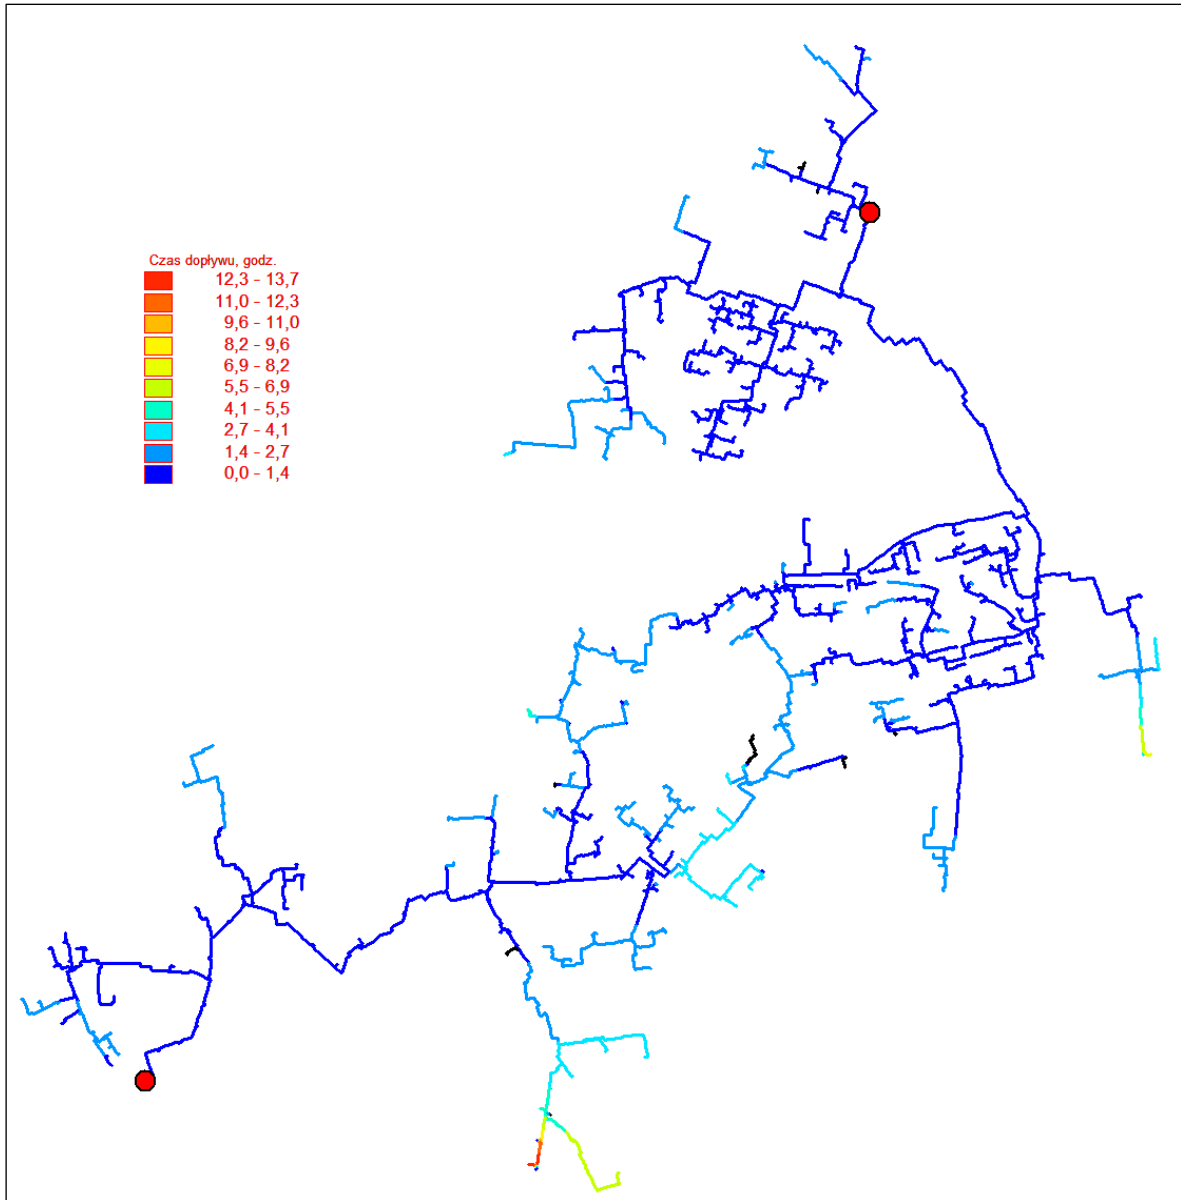 Czas dopływu, godz.
12,3 - 13,7
11,0 - 12,3
9,6 - 11,0
8,2 - 9,6
6,9 - 8,2
5,5 - 6,9
4,1 - 5,5
2,7 - 4,1
1,4 - 2,7
0,0 - 1,4